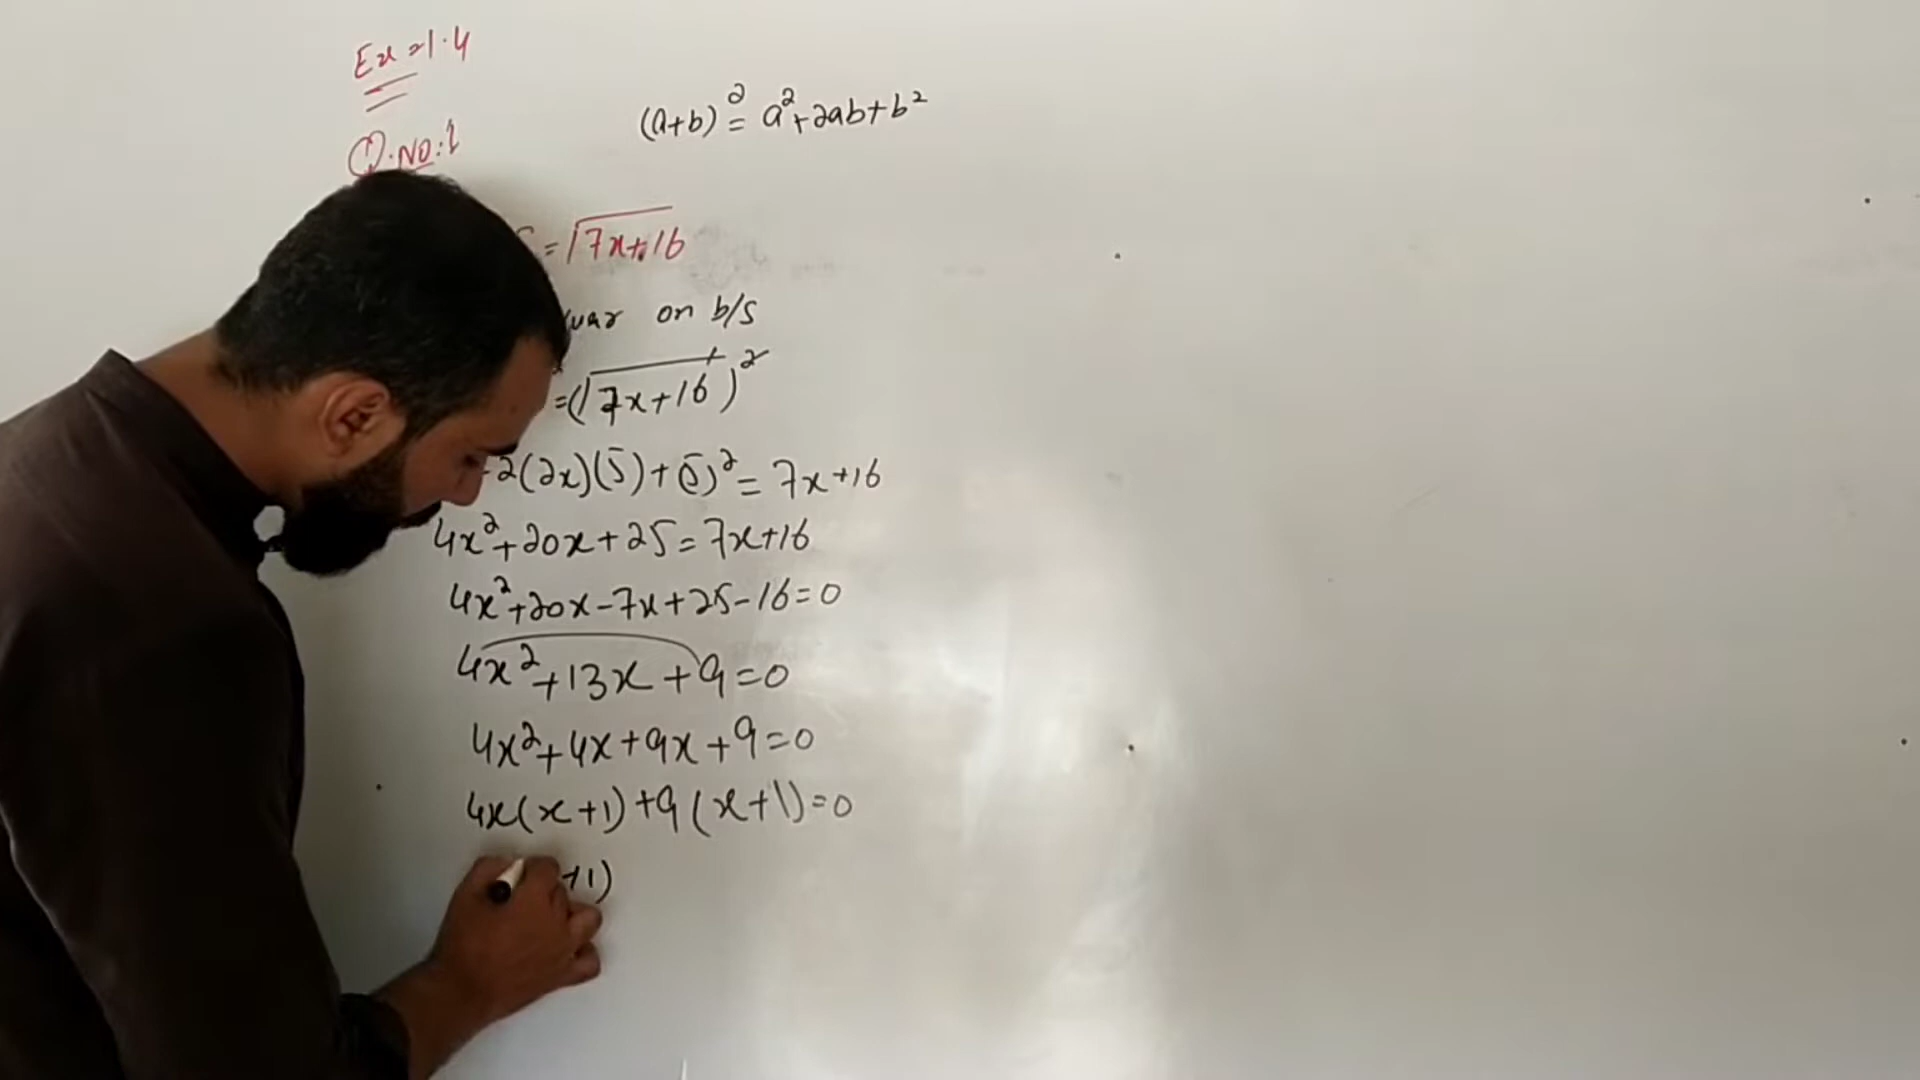 Ex = 1.4
(a+b)² = a²+2ab+b²
Q.NO:1
= √7x+16
on b/s
=(√7x+16)²
2(2x)(5)+(5)² = 7x+16
4x²+20x+25=7x+16
4x²+20x-7x+25-16=0
4x²+13x+9=0
4x²+4x+9x+9=0
4x(x+1)+9(x+1)=0
+1)